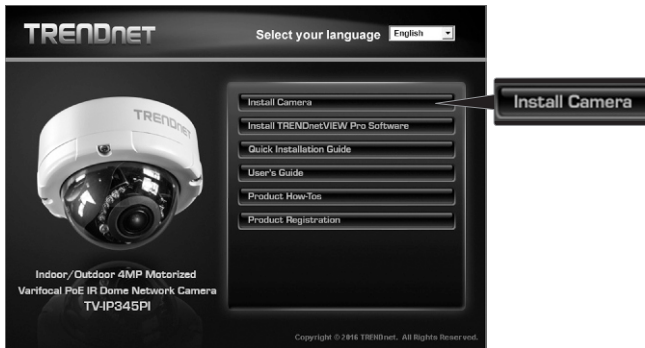 TRENDnet
Select your language English
Install Camera
Install Camera
Install TRENDnetVIEW Pro Software
Quick Installation Guide
User's Guide
Product How-Tos
Product Registration
TRENDnet
Indoor/Outdoor 4MP Motorized
Varifocal PoE IR Dome Network Camera
TV-IP345PI
Copyright © 2016 TRENDnet. All Rights Reserved.